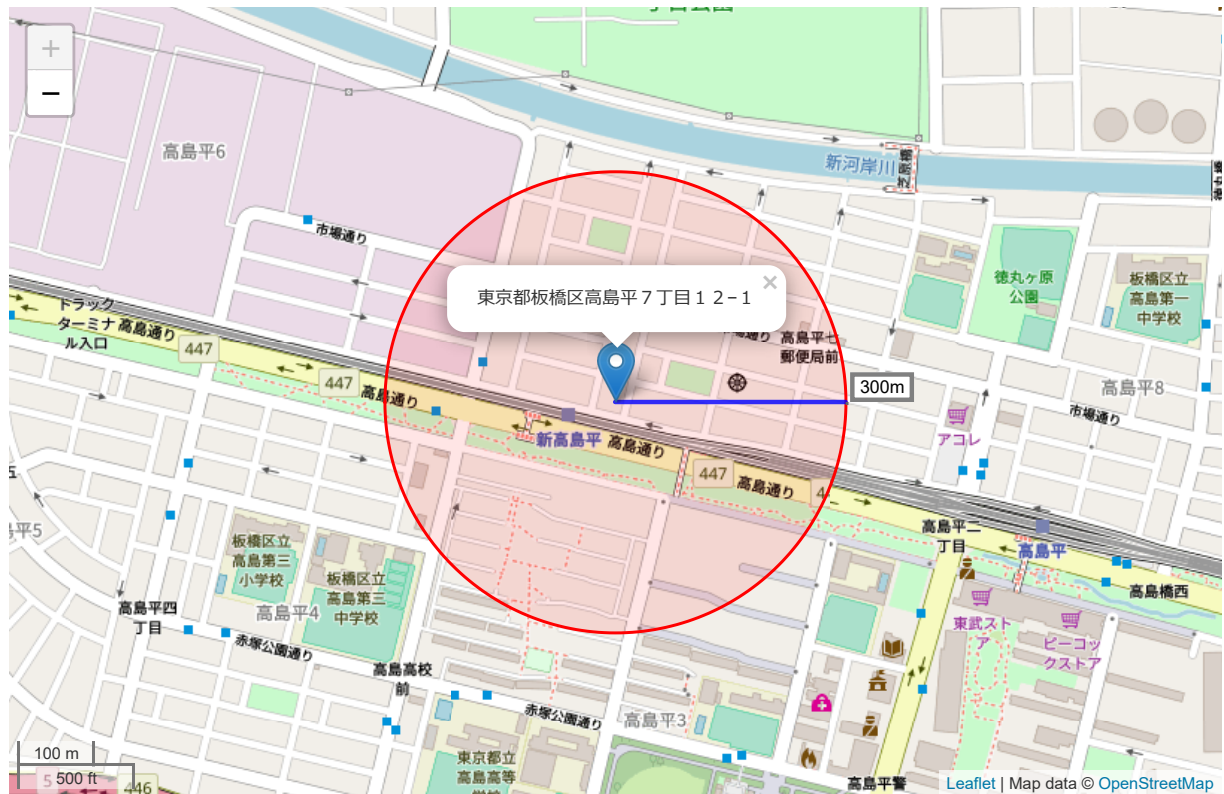 +
−
高島平6
新河岸川
芝原橋
市場通り
徳丸ヶ原
公園
板橋区立
高島第一
中学校
×
東京都板橋区高島平７丁目１２−１
トラック
ターミナ
ル入口
高島通り
447
高島平七
郵便局前
447
高島通り
300m
高島平8
市場通り
アコレ
新高島平
高島通り
447
高島通り
高島平二
丁目
高島平
板橋区立
高島第三
小学校
板橋区立
高島第三
中学校
高島平四
丁目
高島平4
赤塚公園通り
高島橋西
東武スト
ア
ピーコッ
クストア
高島高校
前
赤塚公園通り
高島平3
東京都立
高島高等
高島平警
100 m
500 ft
446
Leaflet | Map data © OpenStreetMap